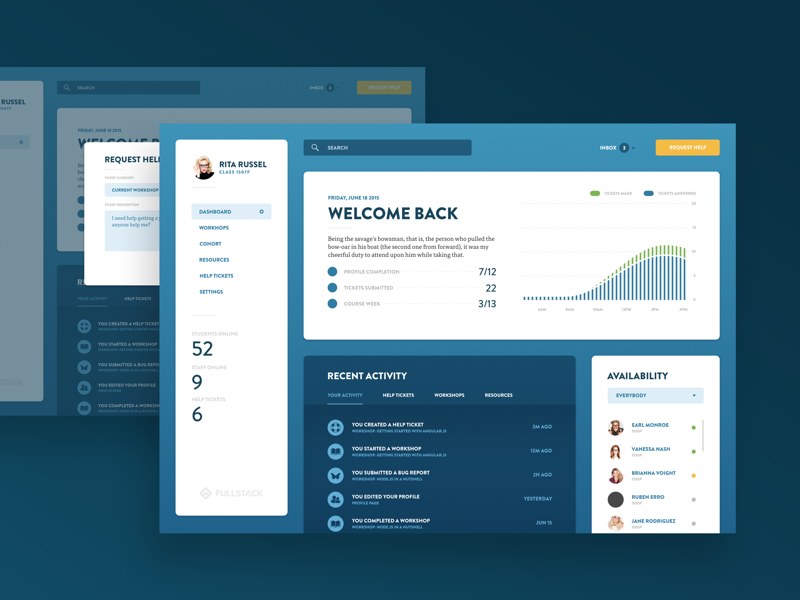 RUSSEL
SEARCH
INBOX 3
REQUEST HELP
FRIDAY, JUNE 18 2015
WELCOME B
REQUEST HELP
TICKET CATEGORY
CURRENT WORKSHOP
TICKET DESCRIPTION
I need help getting a
anyone help me?
YOUR ACTIVITY
HELP TICKETS
YOU CREATED A HELP TICKET
YOU STARTED A WORKSHOP
YOU SUBMITTED A BUG REPORT
YOU EDITED YOUR PROFILE
PROFILE PAGE
YOU COMPLETED A WORKSHOP
RITA RUSSEL
CLASS 1507F
DASHBOARD
WORKHOPS
COHORT
RESOURCES
HELP TICKETS
SETTINGS
STUDENTS ONLINE
52
STAFF ONLINE
9
HELP TICKETS
6
FULLSTACK
SEARCH
INBOX 3
REQUEST HELP
FRIDAY, JUNE 18 2015
WELCOME BACK
Being the savage's bowsman, that is, the person who pulled the
bow-oar in his boat (the second one from forward), it was my
cheerful duty to attend upon him while taking that.
PROFILE COMPLETION 7/12
TICKETS SUBMITTED 22
COURSE WEEK 3/13
TICKETS MADE
TICKETS ANSWERED
RECENT ACTIVITY
YOUR ACTIVITY HELP TICKETS WORKSHOPS RESOURCES
YOU CREATED A HELP TICKET 3M AGO
WORKSHOP: GETTING STARTED WITH ANGULAR.JS
YOU STARTED A WORKSHOP 12M AGO
WORKSHOP: GETTING STARTED WITH ANGULAR.JS
YOU SUBMITTED A BUG REPORT 2H AGO
WORKSHOP: NODE.JS IN A NUTSHELL
YOU EDITED YOUR PROFILE YESTERDAY
PROFILE PAGE
YOU COMPLETED A WORKSHOP JUN 15
WORKSHOP: NODE.JS IN A NUTSHELL
AVAILABILITY
EVERYBODY
EARL MONROE
VANESSA NASH
BRIANNA VOIGHT
RUBEN ERRO
JANE RODRIGUEZ